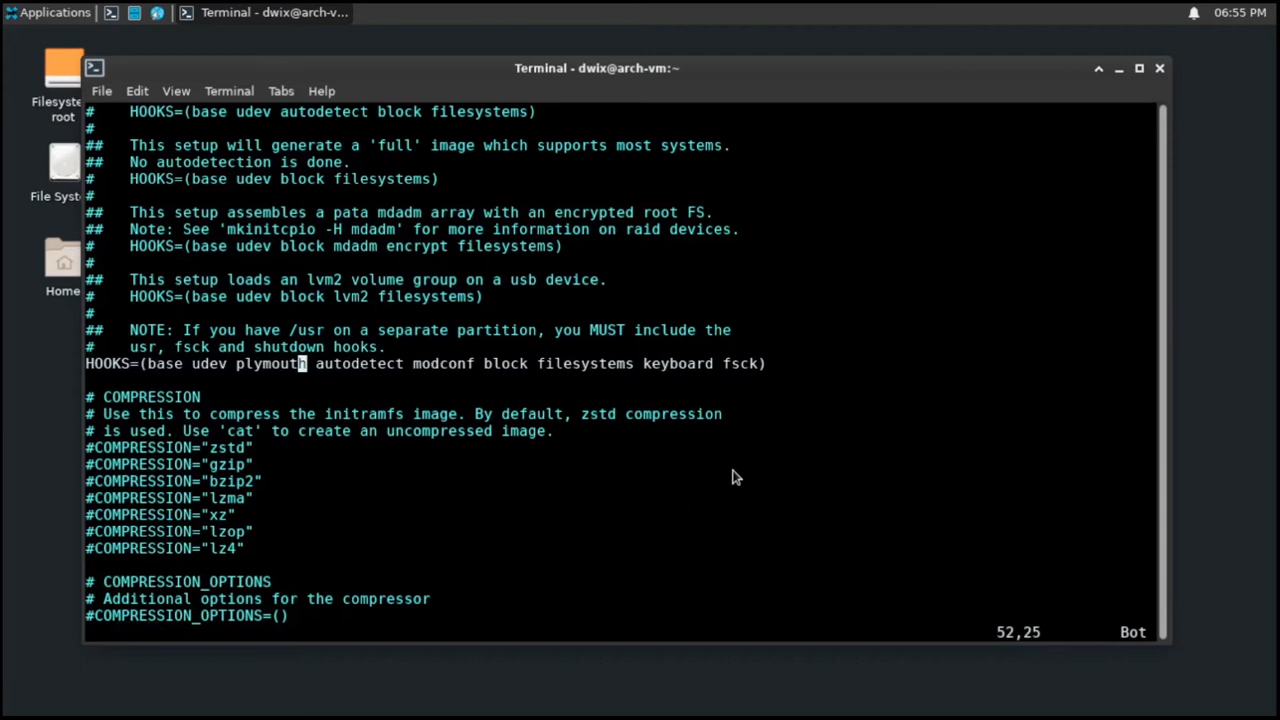 Applications
Terminal - dwix@arch-v...
06:55 PM
Filesyste
root
File Syst
Home
Terminal - dwix@arch-vm:~
File Edit View Terminal Tabs Help
#    HOOKS=(base udev autodetect block filesystems)
#
##   This setup will generate a 'full' image which supports most systems.
##   No autodetection is done.
#    HOOKS=(base udev block filesystems)
#
##   This setup assembles a pata mdadm array with an encrypted root FS.
##   Note: See 'mkinitcpio -H mdadm' for more information on raid devices.
#    HOOKS=(base udev block mdadm encrypt filesystems)
#
##   This setup loads an lvm2 volume group on a usb device.
#    HOOKS=(base udev block lvm2 filesystems)
#
##   NOTE: If you have /usr on a separate partition, you MUST include the
#    usr, fsck and shutdown hooks.
HOOKS=(base udev plymouth autodetect modconf block filesystems keyboard fsck)
# COMPRESSION
# Use this to compress the initramfs image. By default, zstd compression
# is used. Use 'cat' to create an uncompressed image.
#COMPRESSION="zstd"
#COMPRESSION="gzip"
#COMPRESSION="bzip2"
#COMPRESSION="lzma"
#COMPRESSION="xz"
#COMPRESSION="lzop"
#COMPRESSION="lz4"
# COMPRESSION_OPTIONS
# Additional options for the compressor
#COMPRESSION_OPTIONS=()
52,25 Bot